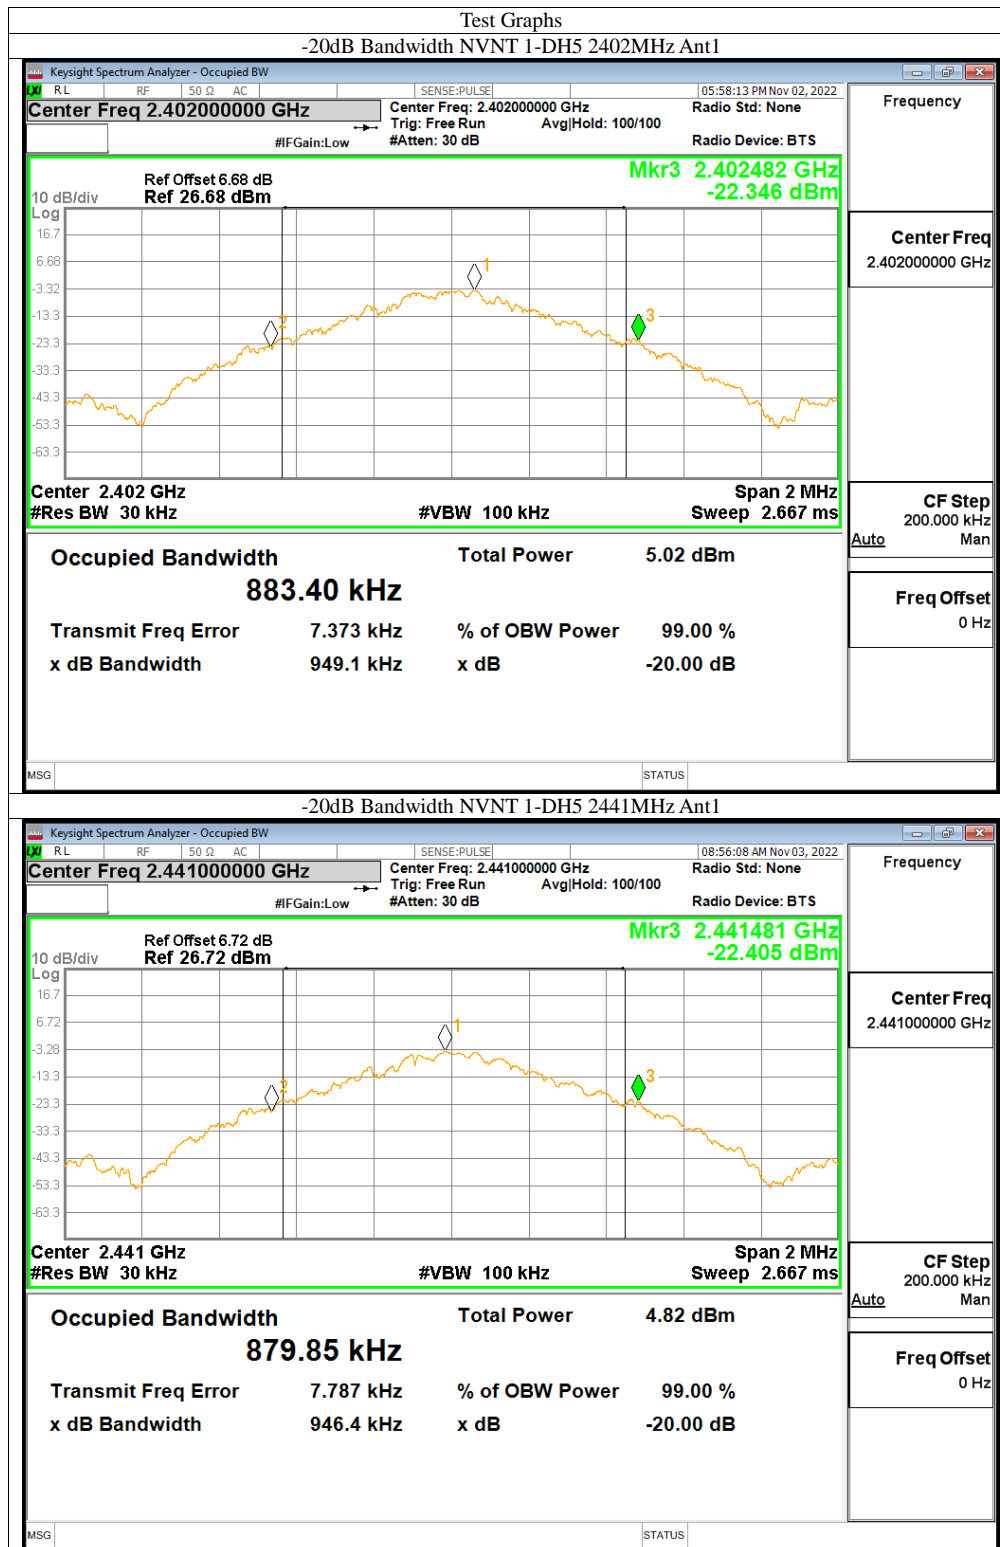 Test Graphs
-20dB Bandwidth NVNT 1-DH5 2402MHz Ant1
Keysight Spectrum Analyzer - Occupied BW
LXI RL RF 50 Ω AC SENSE:PULSE 05:58:13 PM Nov 02, 2022
Center Freq 2.402000000 GHz
Center Freq: 2.402000000 GHz
Radio Std: None
Trig: Free Run Avg|Hold: 100/100
#IFGain:Low #Atten: 30 dB Radio Device: BTS
Frequency
Mkr3 2.402482 GHz
-22.346 dBm
Ref Offset 6.68 dB
10 dB/div Ref 26.68 dBm
Log
16.7
6.68
-3.32
-13.3
-23.3
-33.3
-43.3
-53.3
-63.3
1
2
3
Center 2.402 GHz Span 2 MHz
#Res BW 30 kHz #VBW 100 kHz Sweep 2.667 ms
Center Freq
2.402000000 GHz
CF Step
200.000 kHz
Auto Man
Freq Offset
0 Hz
Occupied Bandwidth Total Power 5.02 dBm
883.40 kHz
Transmit Freq Error 7.373 kHz % of OBW Power 99.00 %
x dB Bandwidth 949.1 kHz x dB -20.00 dB
MSG STATUS
-20dB Bandwidth NVNT 1-DH5 2441MHz Ant1
Keysight Spectrum Analyzer - Occupied BW
LXI RL RF 50 Ω AC SENSE:PULSE 08:56:08 AM Nov 03, 2022
Center Freq 2.441000000 GHz
Center Freq: 2.441000000 GHz
Radio Std: None
Trig: Free Run Avg|Hold: 100/100
#IFGain:Low #Atten: 30 dB Radio Device: BTS
Frequency
Mkr3 2.441481 GHz
-22.405 dBm
Ref Offset 6.72 dB
10 dB/div Ref 26.72 dBm
Log
16.7
6.72
-3.28
-13.3
-23.3
-33.3
-43.3
-53.3
-63.3
1
2
3
Center 2.441 GHz Span 2 MHz
#Res BW 30 kHz #VBW 100 kHz Sweep 2.667 ms
Center Freq
2.441000000 GHz
CF Step
200.000 kHz
Auto Man
Freq Offset
0 Hz
Occupied Bandwidth Total Power 4.82 dBm
879.85 kHz
Transmit Freq Error 7.787 kHz % of OBW Power 99.00 %
x dB Bandwidth 946.4 kHz x dB -20.00 dB
MSG STATUS